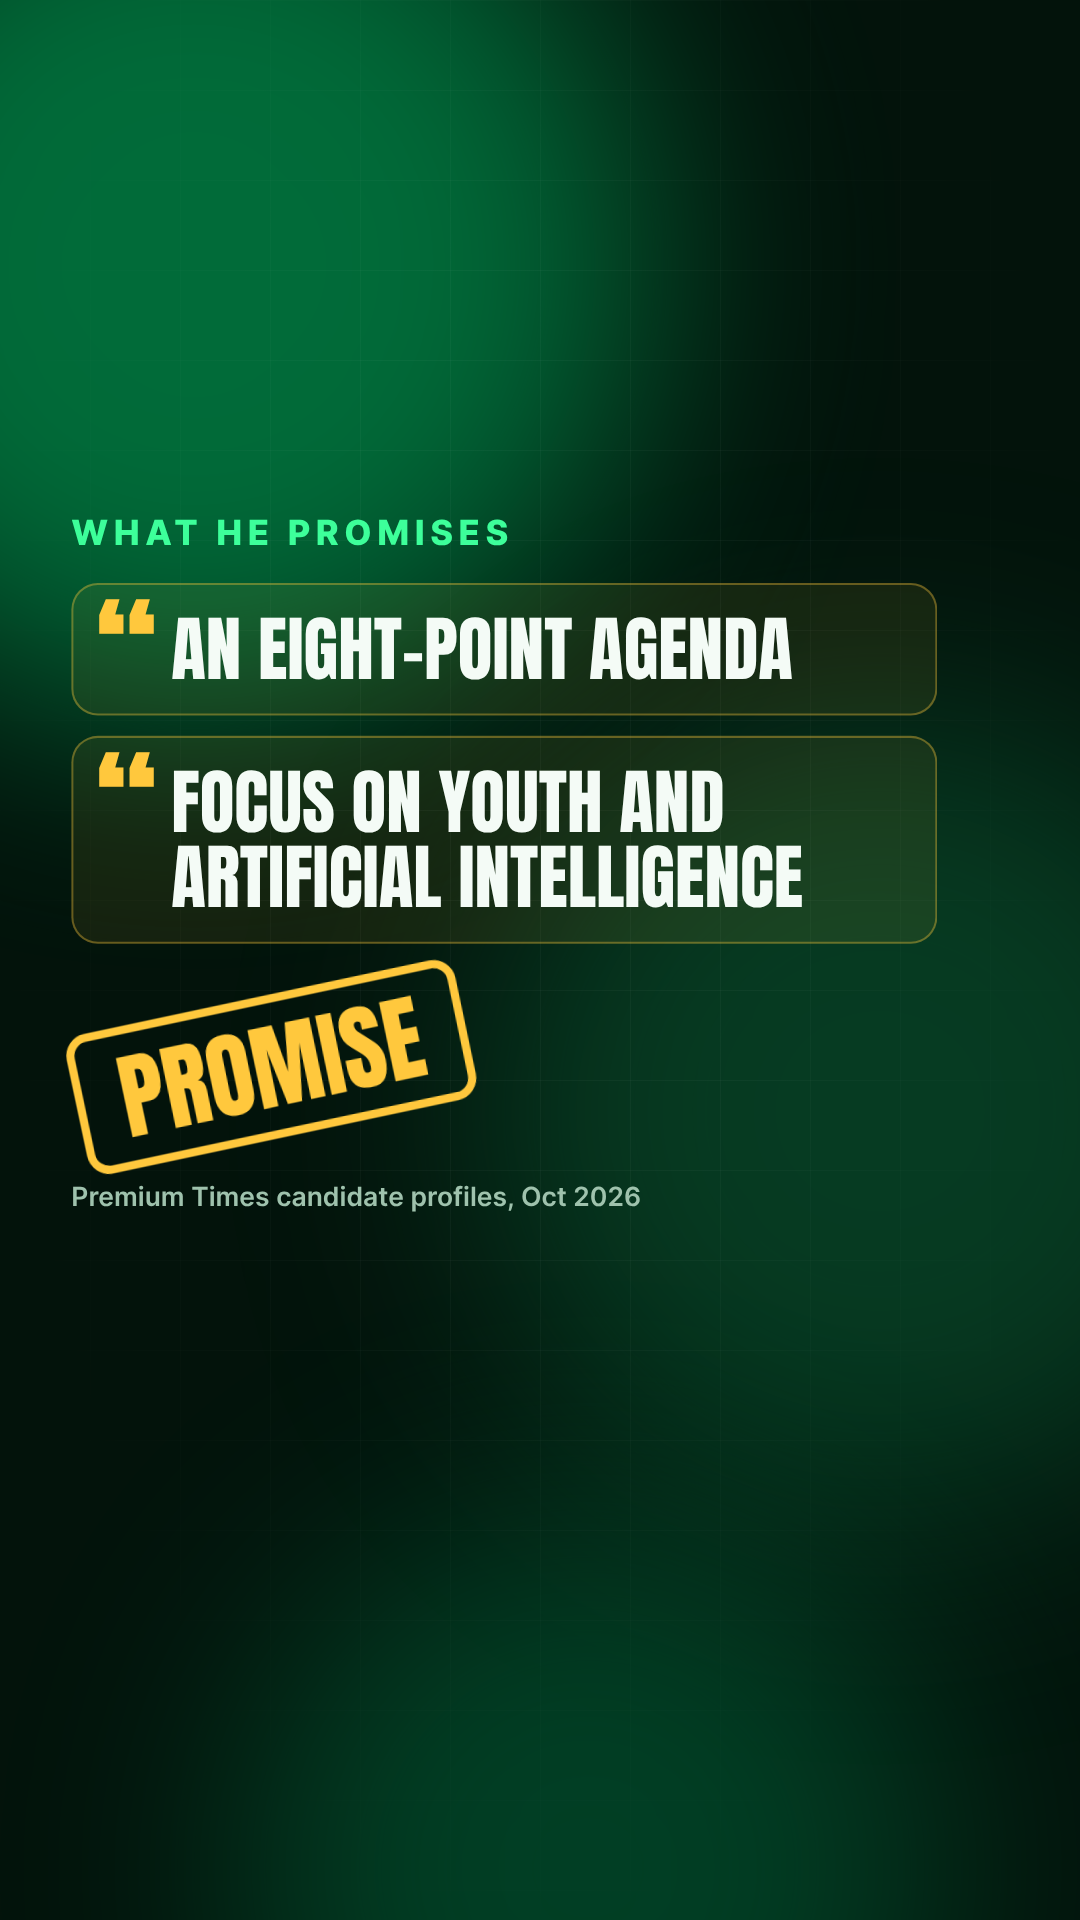 WHAT HE PROMISES
❝ AN EIGHT-POINT AGENDA
❝ FOCUS ON YOUTH AND
ARTIFICIAL INTELLIGENCE
PROMISE
Premium Times candidate profiles, Oct 2026